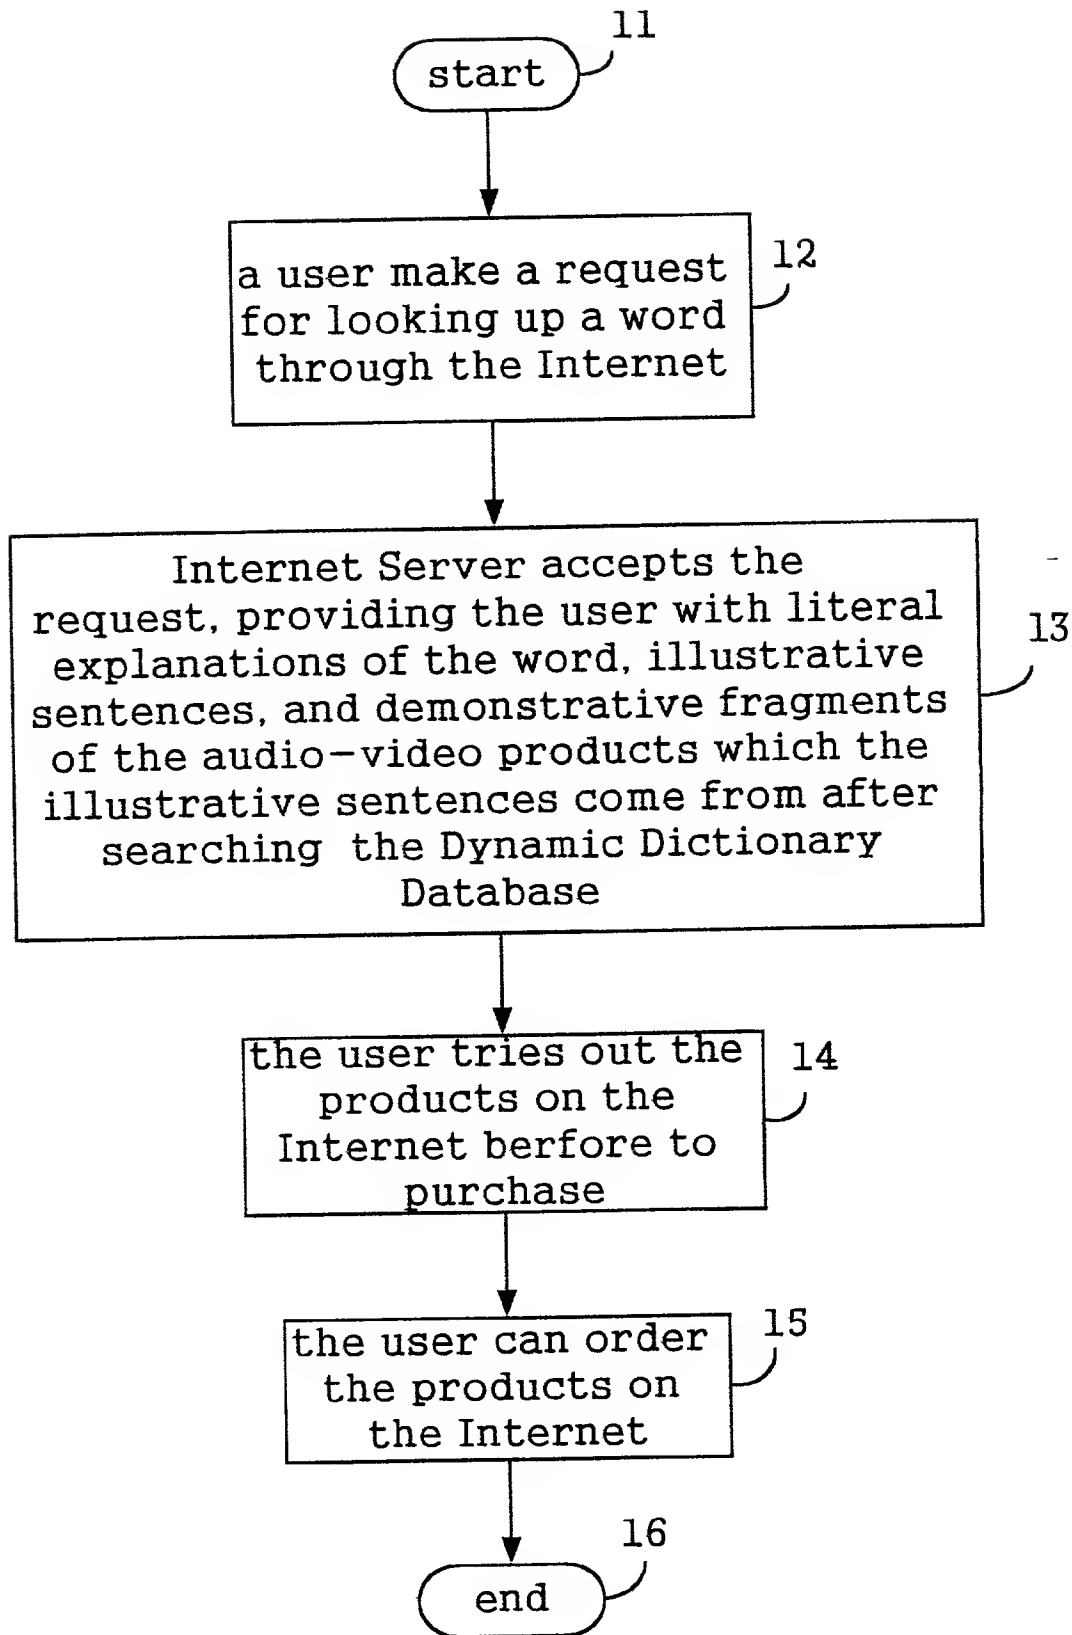 11
start
12
a user make a request
for looking up a word
through the Internet
13
Internet Server accepts the
request, providing the user with literal
explanations of the word, illustrative
sentences, and demonstrative fragments
of the audio-video products which the
illustrative sentences come from after
searching the Dynamic Dictionary
Database
14
the user tries out the
products on the
Internet berfore to
purchase
15
the user can order
the products on
the Internet
16
end